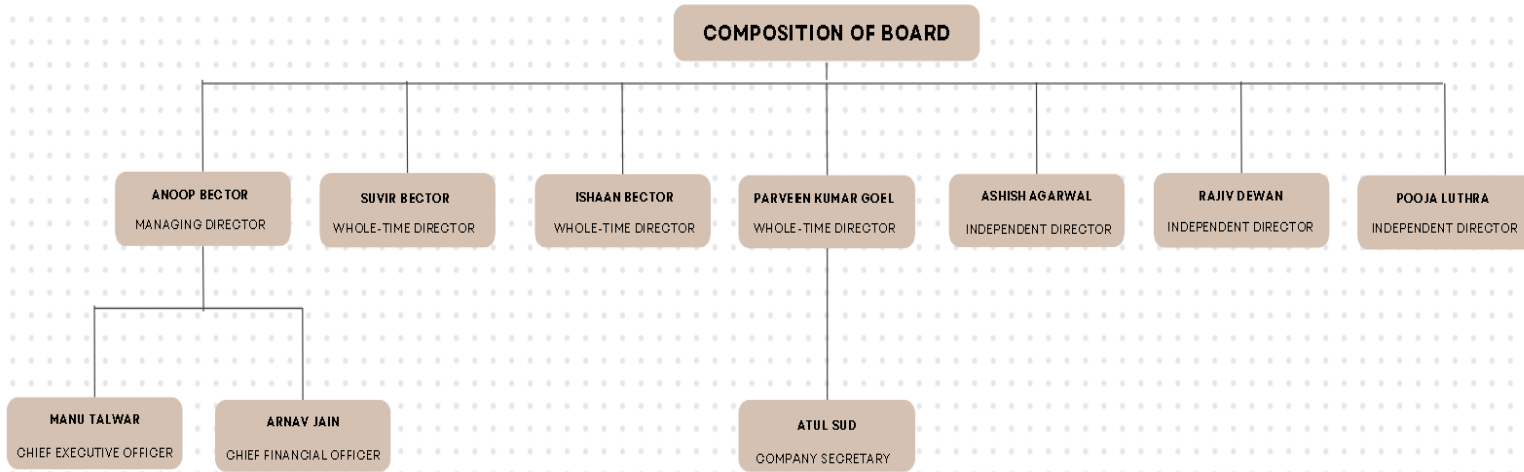 COMPOSITION OF BOARD
ANOOP BECTOR
MANAGING DIRECTOR
SUVIR BECTOR
WHOLE-TIME DIRECTOR
ISHAAN BECTOR
WHOLE-TIME DIRECTOR
PARVEEN KUMAR GOEL
WHOLE-TIME DIRECTOR
ASHISH AGARWAL
INDEPENDENT DIRECTOR
RAJIV DEWAN
INDEPENDENT DIRECTOR
POOJA LUTHRA
INDEPENDENT DIRECTOR
MANU TALWAR
CHIEF EXECUTIVE OFFICER
ARNAV JAIN
CHIEF FINANCIAL OFFICER
ATUL SUD
COMPANY SECRETARY